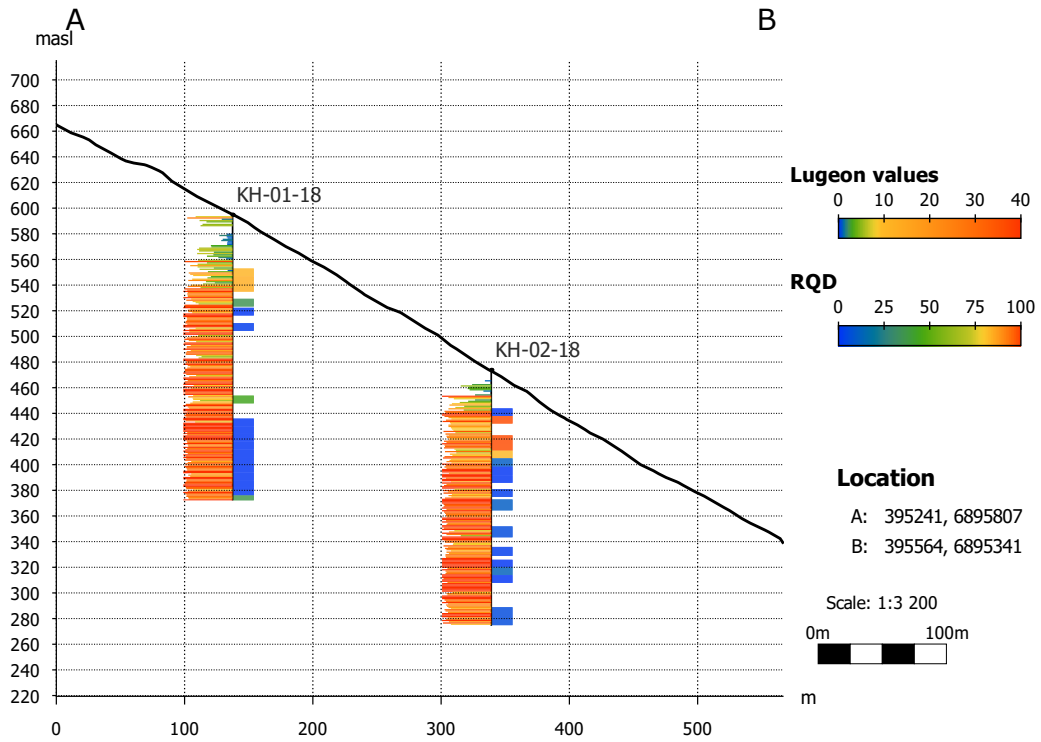 A
B
masl
700
680
660
640
620
600
580
560
540
520
500
480
460
440
420
400
380
360
340
320
300
280
260
240
220
0 100 200 300 400 500
m
KH-01-18
KH-02-18
Lugeon values
0 10 20 30 40
RQD
0 25 50 75 100
Location
A: 395241, 6895807
B: 395564, 6895341
Scale: 1:3 200
0m 100m